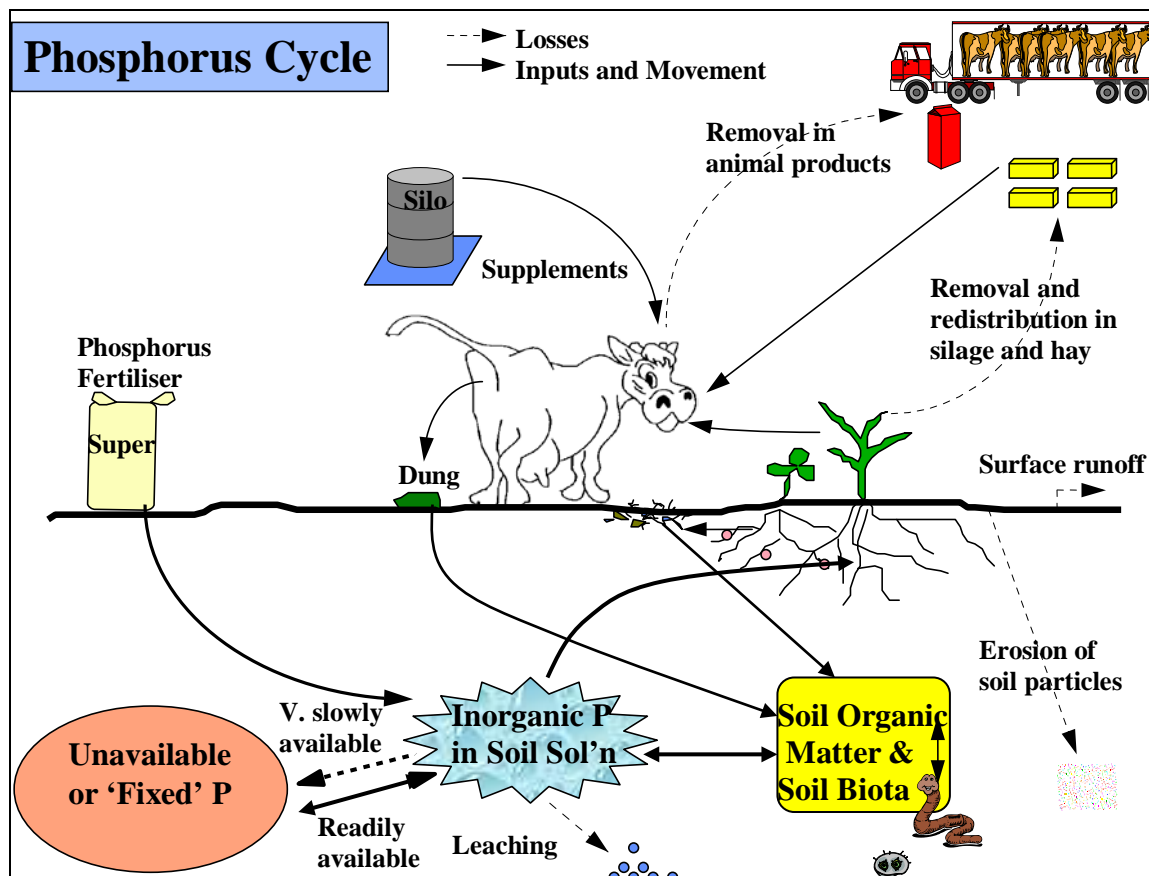 Phosphorus Cycle
Losses
Inputs and Movement
Removal in
animal products
Silo
Supplements
Removal and
redistribution in
silage and hay
Phosphorus
Fertiliser
Super
Dung
Surface runoff
Erosion of
soil particles
V. slowly
available
Inorganic P
in Soil Sol’n
Soil Organic
Matter &
Soil Biota
Unavailable
or ‘Fixed’ P
Readily
available
Leaching